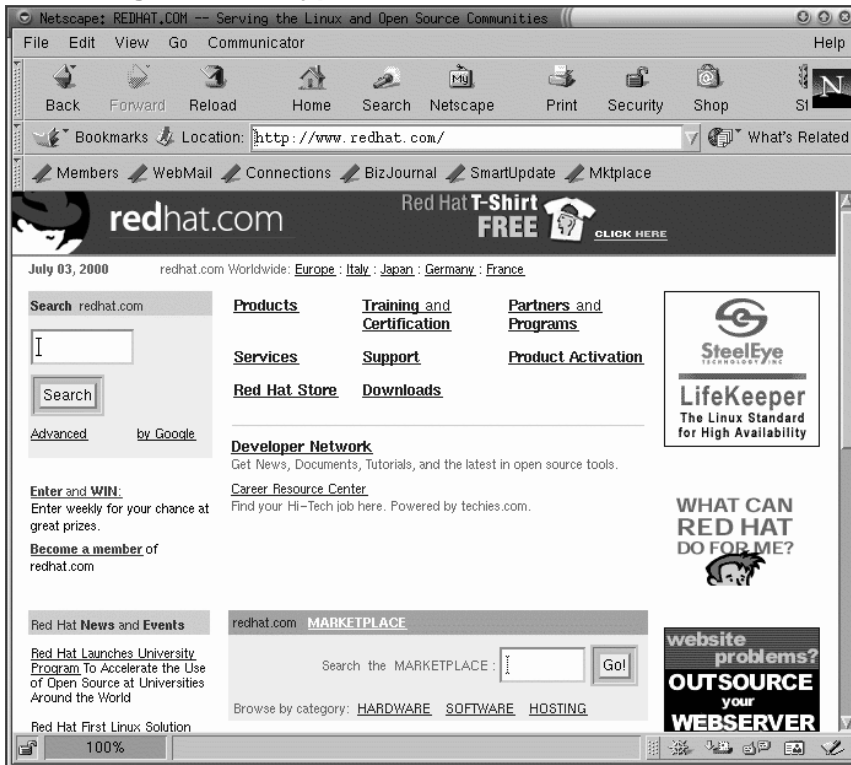 Netscape: REDHAT.COM -- Serving the Linux and Open Source Communities
File Edit View Go Communicator Help
Back Forward Reload Home Search Netscape Print Security Shop
My
N
Bookmarks Location: http://www.redhat.com/ What's Related
Members WebMail Connections BizJournal SmartUpdate Mktplace
redhat.com
Red Hat T-Shirt
FREE
CLICK HERE
July 03, 2000 redhat.com Worldwide: Europe : Italy : Japan : Germany : France
Search redhat.com
Search
Advanced by Google
Enter and WIN:
Enter weekly for your chance at
great prizes.
Become a member of
redhat.com
Red Hat News and Events
Red Hat Launches University
Program To Accelerate the Use
of Open Source at Universities
Around the World
Red Hat First Linux Solution
Products
Training and
Certification
Partners and
Programs
Services Support Product Activation
Red Hat Store Downloads
Developer Network
Get News, Documents, Tutorials, and the latest in open source tools.
Career Resource Center
Find your Hi-Tech job here. Powered by techies.com.
redhat.com MARKETPLACE
Search the MARKETPLACE : Go!
Browse by category: HARDWARE SOFTWARE HOSTING
SteelEye
TECHNOLOGY, INC
LifeKeeper
The Linux Standard
for High Availability
WHAT CAN
RED HAT
DO FOR ME?
website
problems?
OUTSOURCE
your
WEBSERVER
100%